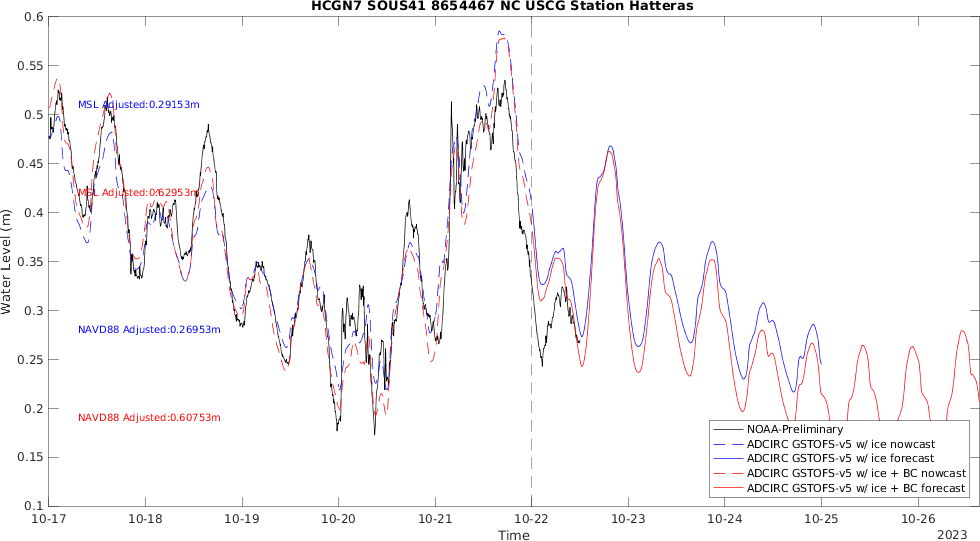 HCGN7 SOUS41 8654467 NC USCG Station Hatteras
Water Level (m)
0.6
0.55
0.5
0.45
0.4
0.35
0.3
0.25
0.2
0.15
0.1
MSL Adjusted:0.29153m
MSL Adjusted:0.62953m
NAVD88 Adjusted:0.26953m
NAVD88 Adjusted:0.60753m
NOAA-Preliminary
ADCIRC GSTOFS-v5 w/ ice nowcast
ADCIRC GSTOFS-v5 w/ ice forecast
ADCIRC GSTOFS-v5 w/ ice + BC nowcast
ADCIRC GSTOFS-v5 w/ ice + BC forecast
10-17 10-18 10-19 10-20 10-21 10-22 10-23 10-24 10-25 10-26
Time
2023